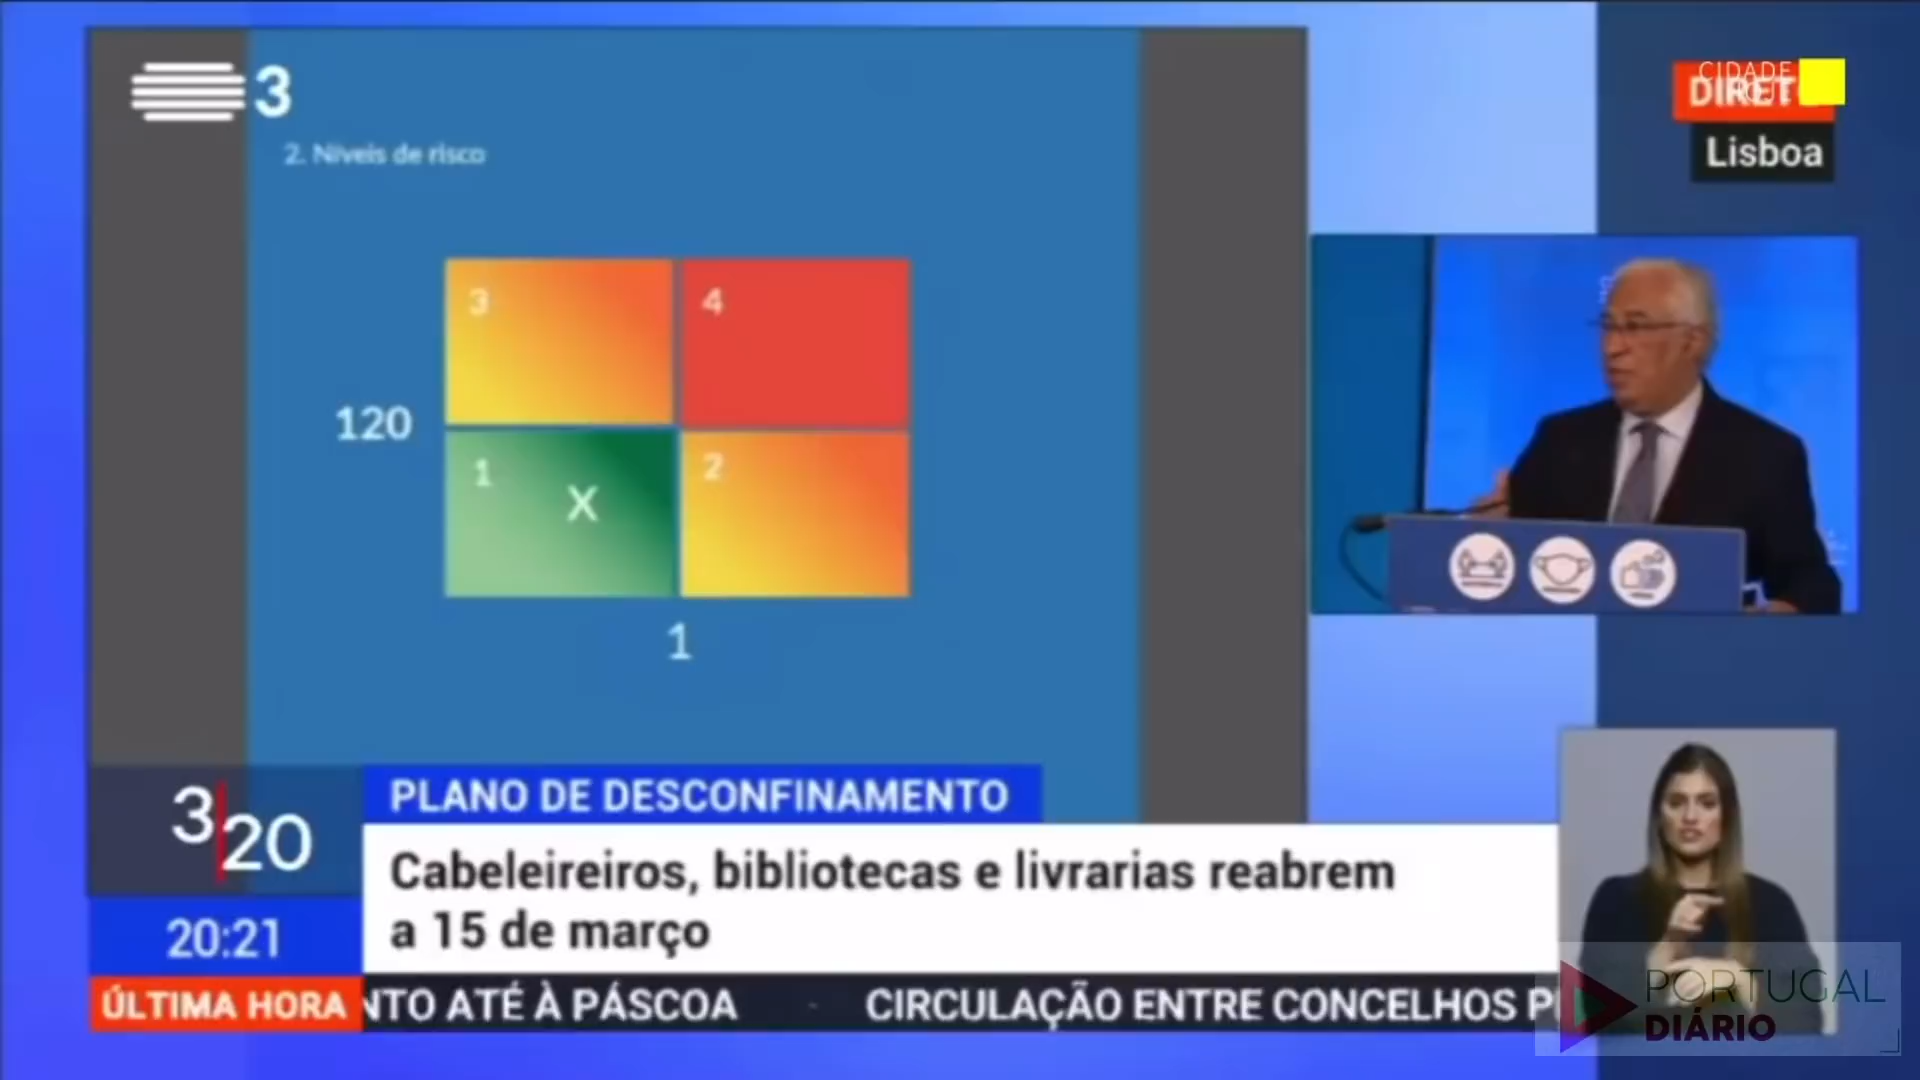 3
CIDADE
DIRET
Lisboa
2. Níveis de risco
3
4
120
1
X
2
1
3|20
PLANO DE DESCONFINAMENTO
Cabeleireiros, bibliotecas e livrarias reabrem
a 15 de março
20:21
ÚLTIMA HORA
NTO ATÉ À PÁSCOA - CIRCULAÇÃO ENTRE CONCELHOS P
PORTUGAL
DIÁRIO